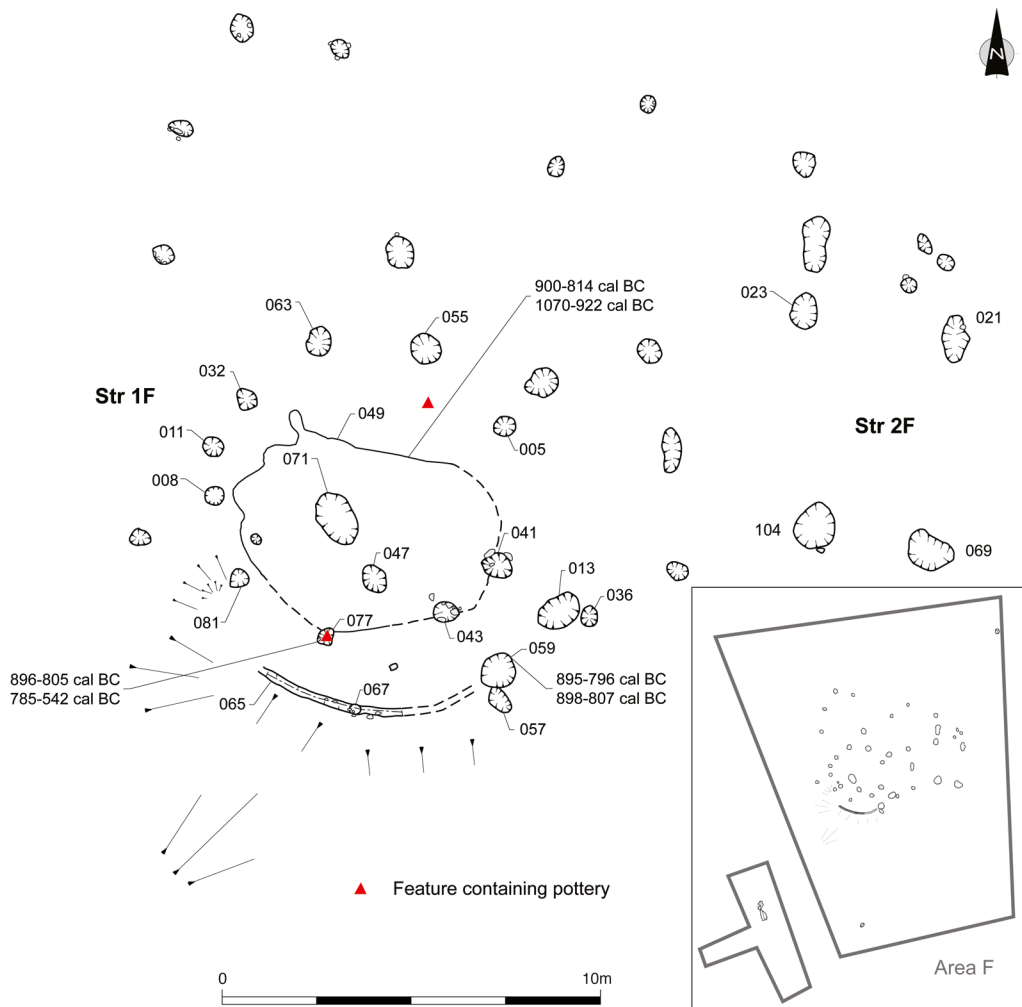 N
900-814 cal BC
1070-922 cal BC
063
055
023
021
032
Str 1F
049
Str 2F
011
005
071
008
041
104
069
047
013
036
081
077
043
059
896-805 cal BC
785-542 cal BC
895-796 cal BC
898-807 cal BC
065
067
057
Feature containing pottery
Area F
0
10m